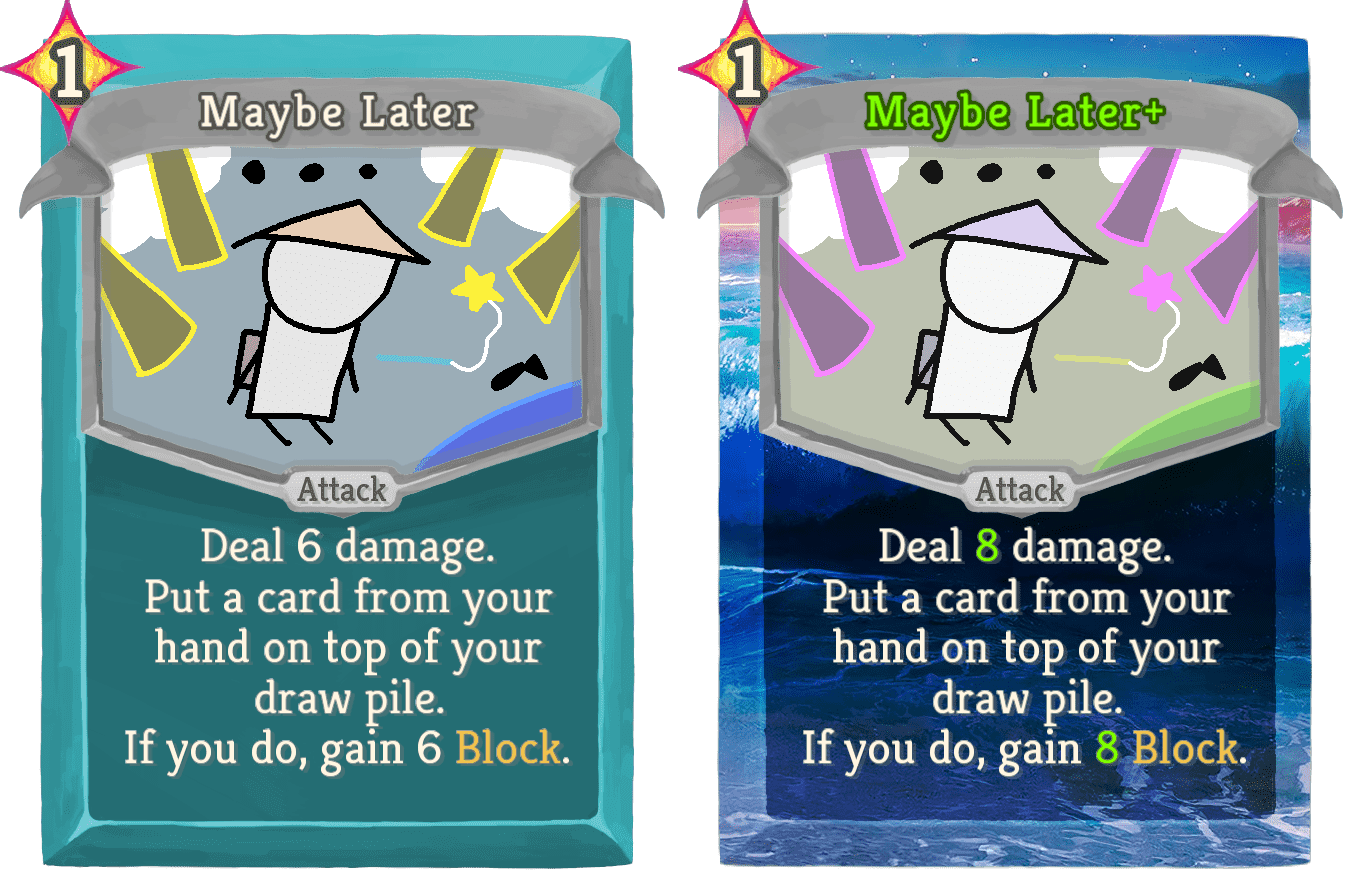 1
Maybe Later
Attack
Deal 6 damage.
Put a card from your
hand on top of your
draw pile.
If you do, gain 6 Block.
1
Maybe Later+
Attack
Deal 8 damage.
Put a card from your
hand on top of your
draw pile.
If you do, gain 8 Block.